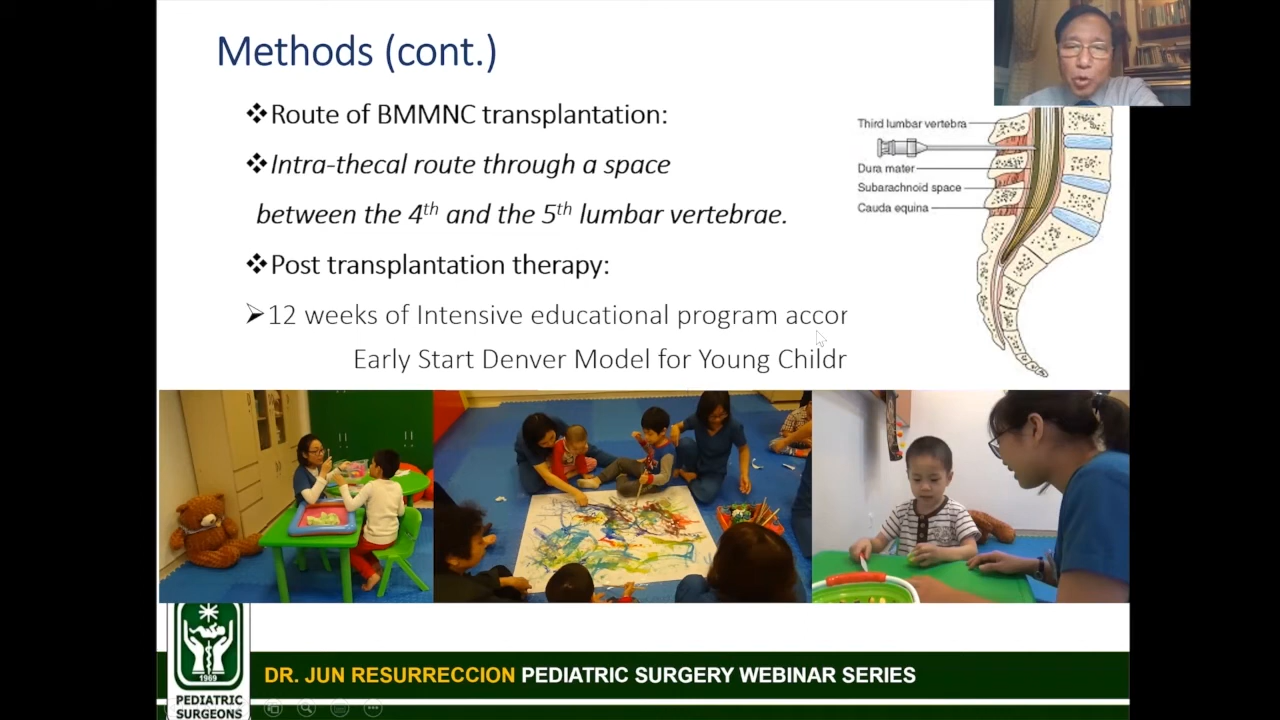 Methods (cont.)
❖Route of BMMNC transplantation:
❖Intra-thecal route through a space
between the 4th and the 5th lumbar vertebrae.
❖Post transplantation therapy:
➢12 weeks of Intensive educational program accor
Early Start Denver Model for Young Childr
Third lumbar vertebra
Dura mater
Subarachnoid space
Cauda equina
1969
PEDIATRIC
SURGEONS
DR. JUN RESURRECCION PEDIATRIC SURGERY WEBINAR SERIES